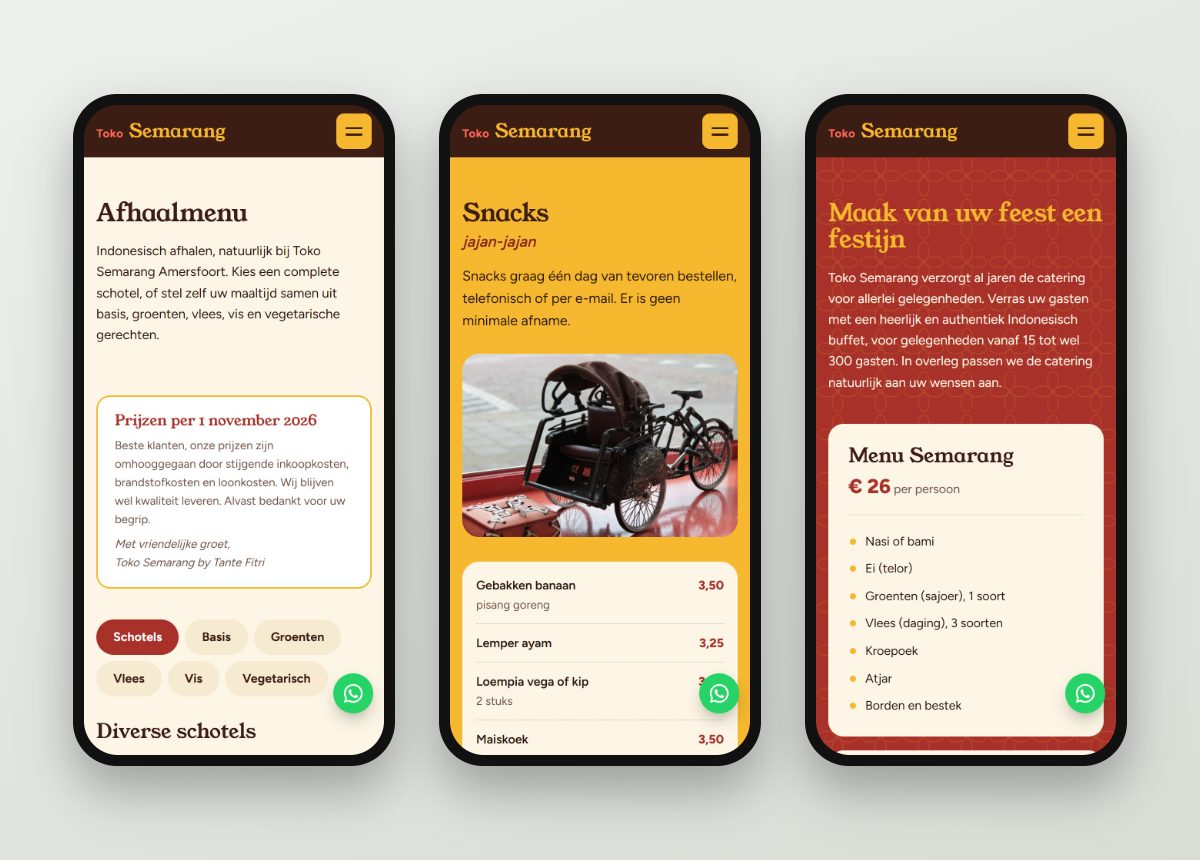 Toko Semarang
Afhaalmenu
Indonesisch afhalen, natuurlijk bij Toko
Semarang Amersfoort. Kies een complete
schotel, of stel zelf uw maaltijd samen uit
basis, groenten, vlees, vis en vegetarische
gerechten.
Prijzen per 1 november 2026
Beste klanten, onze prijzen zijn
omhooggegaan door stijgende inkoopkosten,
brandstofkosten en loonkosten. Wij blijven
wel kwaliteit leveren. Alvast bedankt voor uw
begrip.
Met vriendelijke groet,
Toko Semarang by Tante Fitri
Schotels Basis Groenten
Vlees Vis Vegetarisch
Diverse schotels
Toko Semarang
Snacks
jajan-jajan
Snacks graag één dag van tevoren bestellen,
telefonisch of per e-mail. Er is geen
minimale afname.
Gebakken banaan 3,50
pisang goreng
Lemper ayam 3,25
Loempia vega of kip
2 stuks
Maiskoek 3,50
Toko Semarang
Maak van uw feest een
festijn
Toko Semarang verzorgt al jaren de catering
voor allerlei gelegenheden. Verras uw gasten
met een heerlijk en authentiek Indonesisch
buffet, voor gelegenheden vanaf 15 tot wel
300 gasten. In overleg passen we de catering
natuurlijk aan uw wensen aan.
Menu Semarang
€ 26 per persoon
Nasi of bami
Ei (telor)
Groenten (sajoer), 1 soort
Vlees (daging), 3 soorten
Kroepoek
Atjar
Borden en bestek